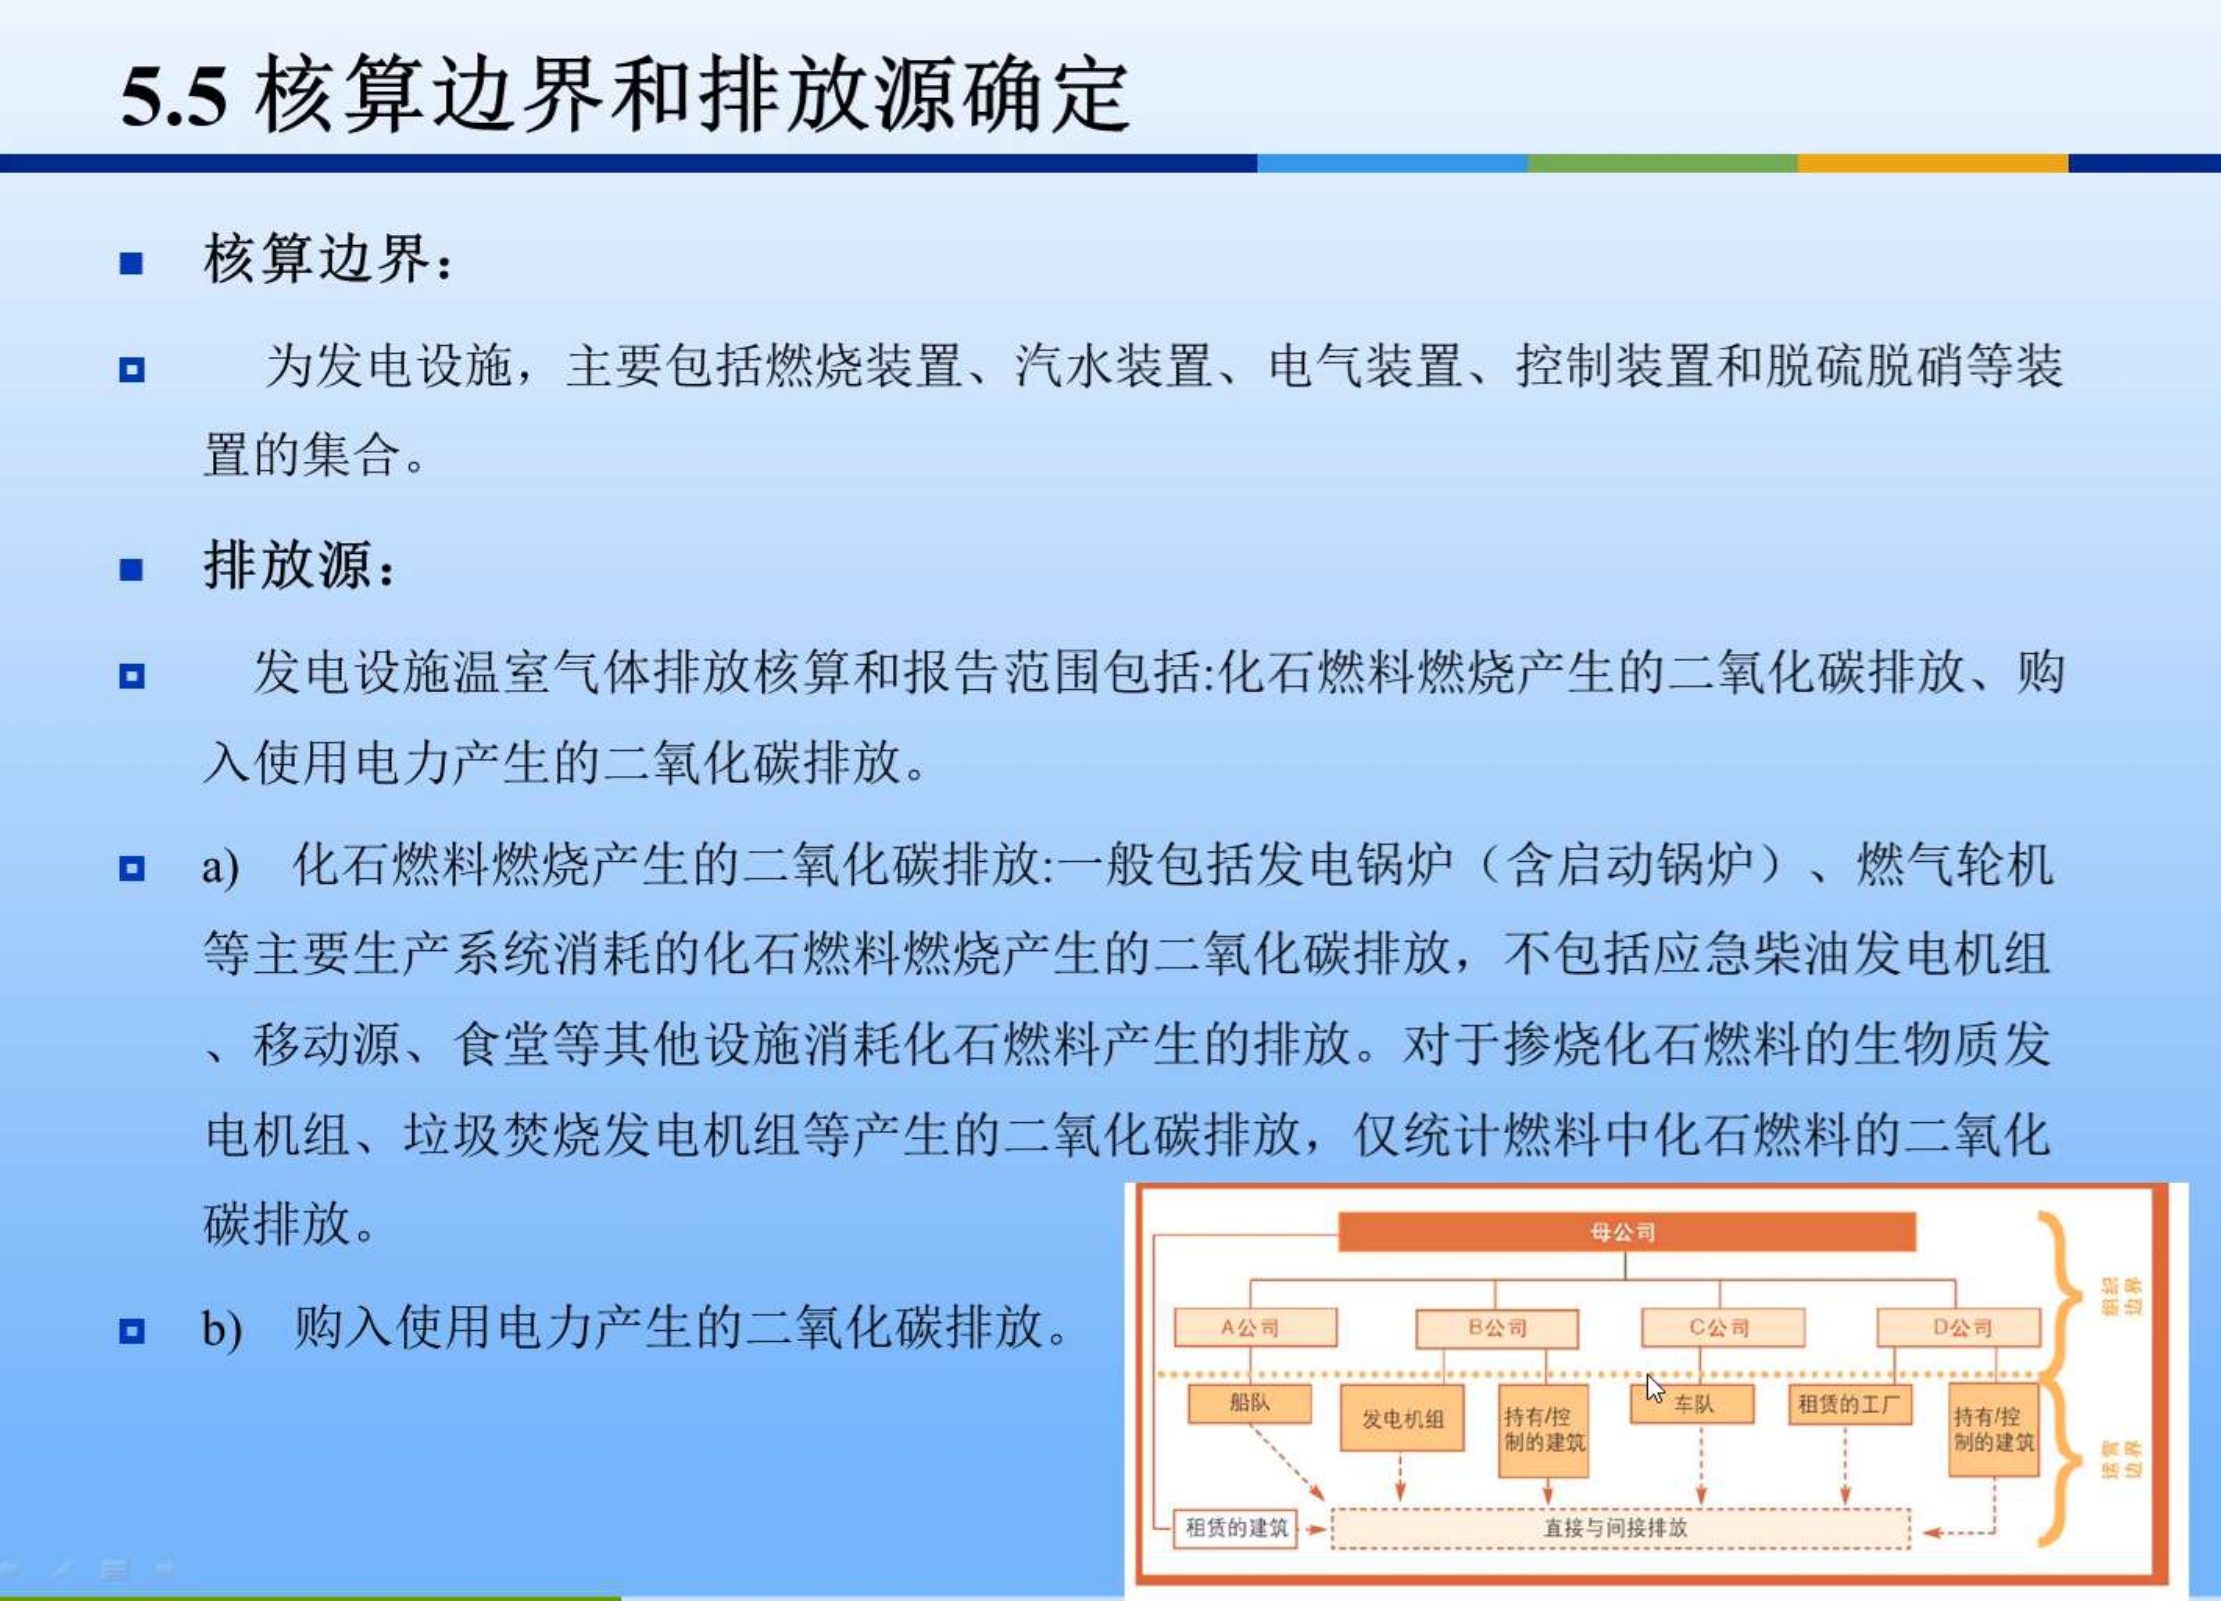 5.5 核算边界和排放源确定
核算边界：
为发电设施，主要包括燃烧装置、汽水装置、电气装置、控制装置和脱硫脱硝等装
置的集合。
排放源：
发电设施温室气体排放核算和报告范围包括:化石燃料燃烧产生的二氧化碳排放、购
入使用电力产生的二氧化碳排放。
a) 化石燃料燃烧产生的二氧化碳排放:一般包括发电锅炉（含启动锅炉）、燃气轮机
等主要生产系统消耗的化石燃料燃烧产生的二氧化碳排放，不包括应急柴油发电机组
、移动源、食堂等其他设施消耗化石燃料产生的排放。对于掺烧化石燃料的生物质发
电机组、垃圾焚烧发电机组等产生的二氧化碳排放，仅统计燃料中化石燃料的二氧化
碳排放。
b) 购入使用电力产生的二氧化碳排放。
母公司
A公司
B公司
C公司
D公司
组织
边界
船队
发电机组
持有/控
制的建筑
车队
租赁的工厂
持有/控
制的建筑
运营
边界
租赁的建筑
直接与间接排放